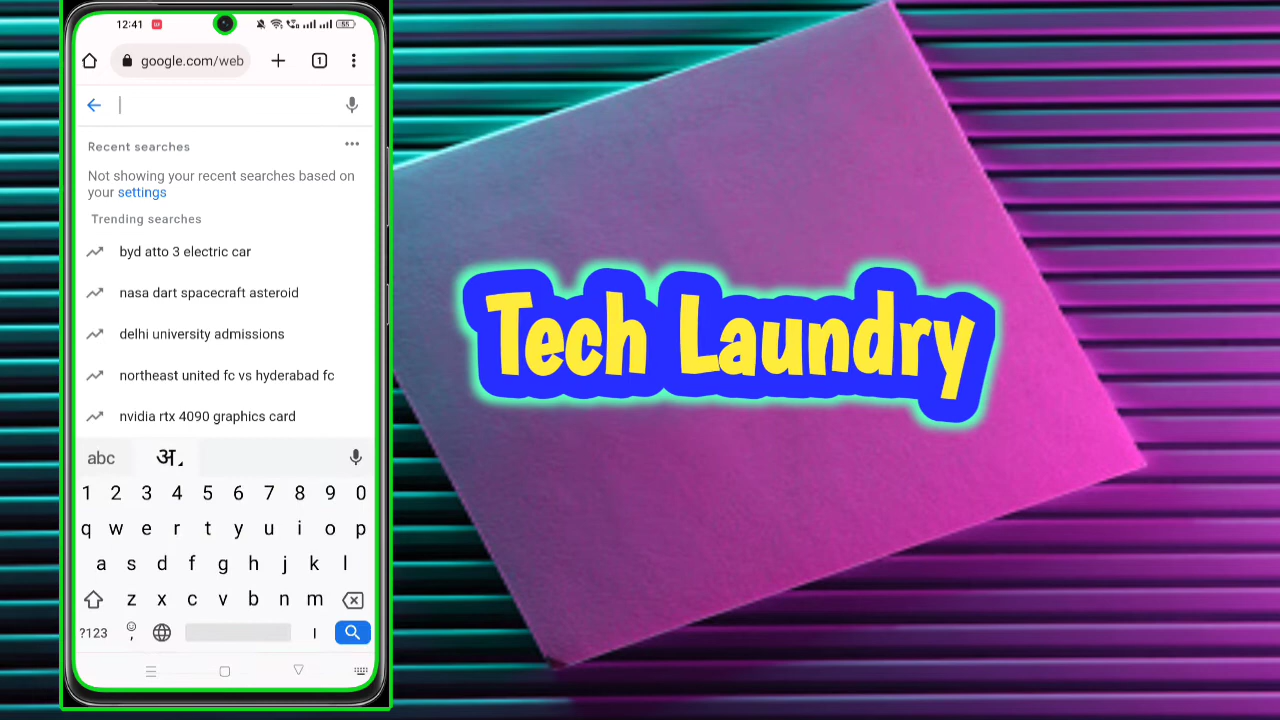 12:41
55
google.com/web
1
Recent searches
Not showing your recent searches based on
your settings
Trending searches
byd atto 3 electric car
nasa dart spacecraft asteroid
delhi university admissions
northeast united fc vs hyderabad fc
nvidia rtx 4090 graphics card
abc अ
1 2 3 4 5 6 7 8 9 0
q w e r t y u i o p
a s d f g h j k l
z x c v b n m
?123 , ।
Tech Laundry